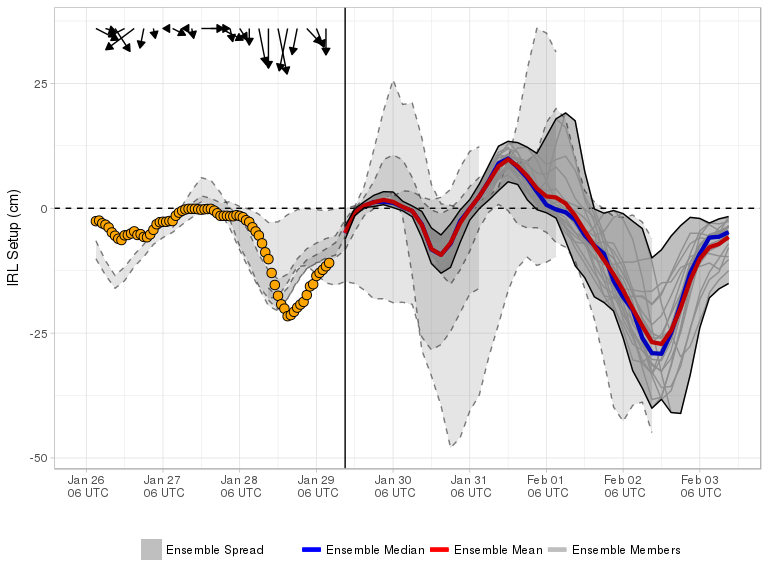 IRL Setup (cm)
25
0
-25
-50
Jan 26 Jan 27 Jan 28 Jan 29 Jan 30 Jan 31 Feb 01 Feb 02 Feb 03
06 UTC 06 UTC 06 UTC 06 UTC 06 UTC 06 UTC 06 UTC 06 UTC 06 UTC
Ensemble Spread Ensemble Median Ensemble Mean Ensemble Members